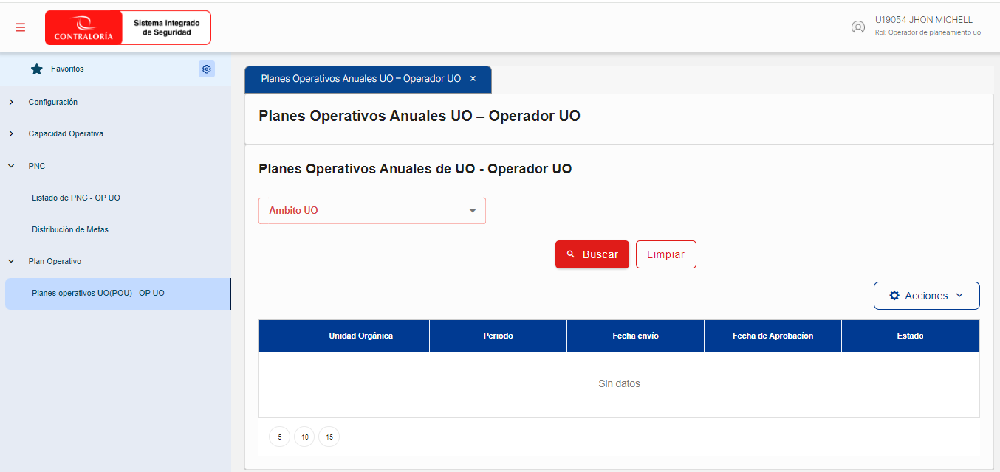 CONTRALORÍA
Sistema Integrado
de Seguridad
U19054 JHON MICHELL
Rol: Operador de planeamiento uo
Favoritos
Configuración
Capacidad Operativa
PNC
Listado de PNC - OP UO
Distribución de Metas
Plan Operativo
Planes operativos UO(POU) - OP UO
Planes Operativos Anuales UO – Operador UO ×
Planes Operativos Anuales UO – Operador UO
Planes Operativos Anuales de UO - Operador UO
Ambito UO
Buscar Limpiar
Acciones
Unidad Orgánica Periodo Fecha envío Fecha de Aprobacíon Estado
Sin datos
5 10 15